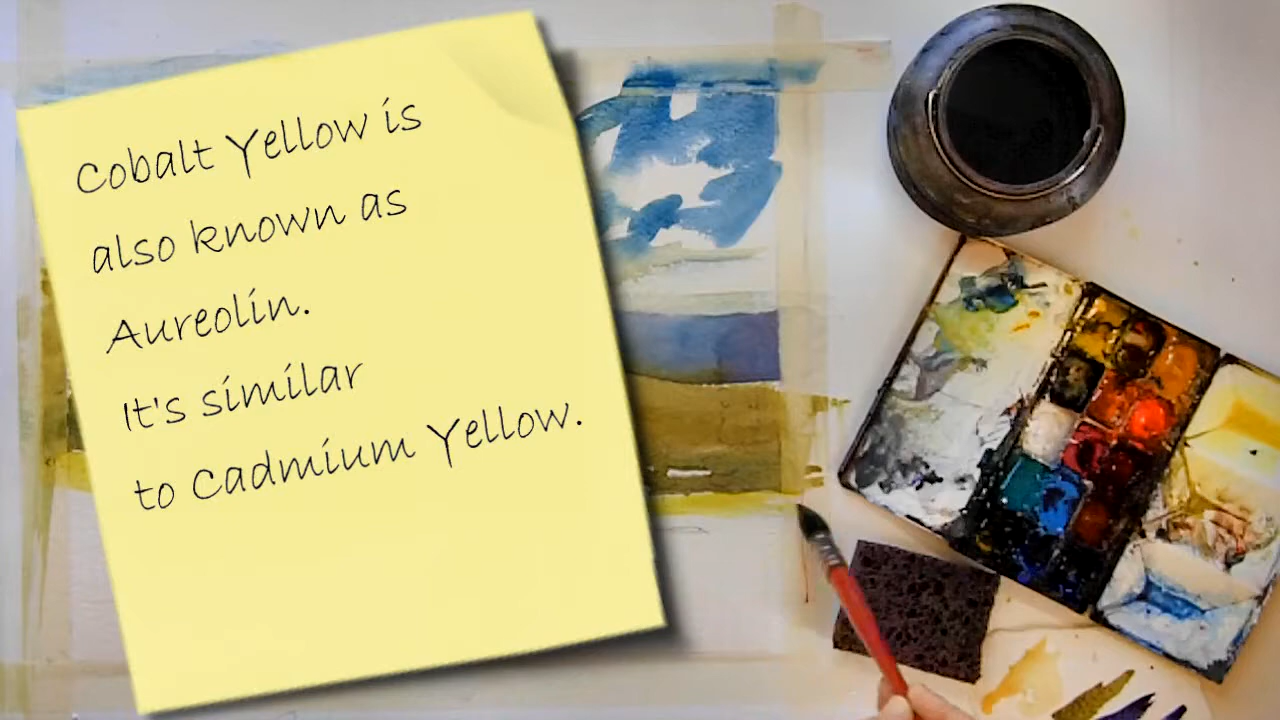 Cobalt Yellow is
also known as
Aureolin.
It's similar
to Cadmium Yellow.